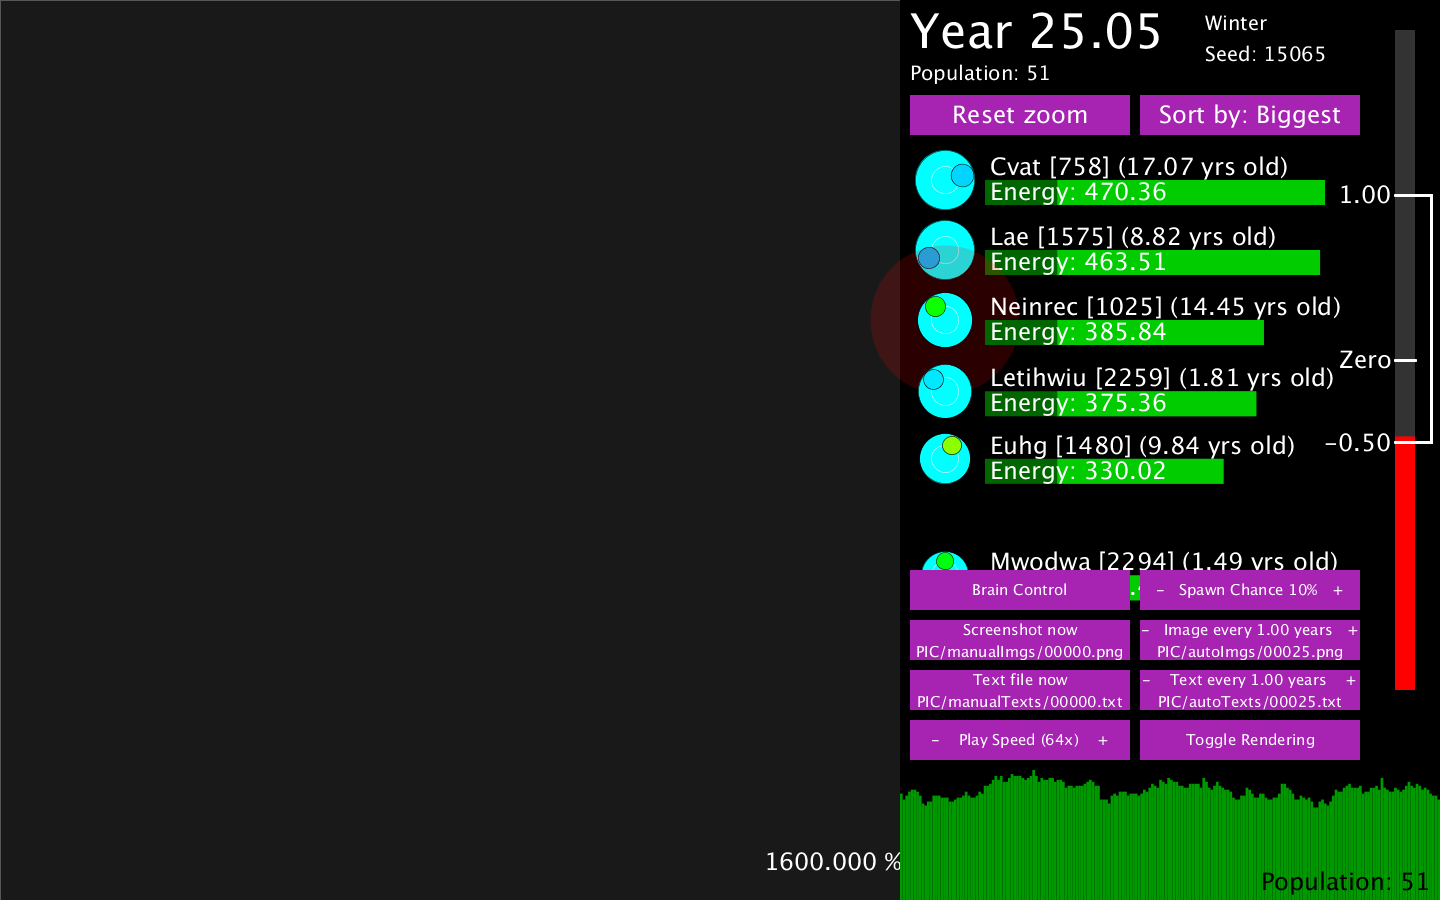 Year 25.05
Winter
Seed: 15065
Population: 51
Reset zoom
Sort by: Biggest
Cvat [758] (17.07 yrs old)
Energy: 470.36
1.00
Lae [1575] (8.82 yrs old)
Energy: 463.51
Neinrec [1025] (14.45 yrs old)
Energy: 385.84
Zero
Letihwiu [2259] (1.81 yrs old)
Energy: 375.36
Euhg [1480] (9.84 yrs old)
-0.50
Energy: 330.02
Mwodwa [2294] (1.49 yrs old)
Brain Control
- Spawn Chance 10% +
Screenshot now
PIC/manualImgs/00000.png
- Image every 1.00 years +
PIC/autoImgs/00025.png
Text file now
PIC/manualTexts/00000.txt
- Text every 1.00 years +
PIC/autoTexts/00025.txt
- Play Speed (64x) +
Toggle Rendering
1600.000 %
Population: 51